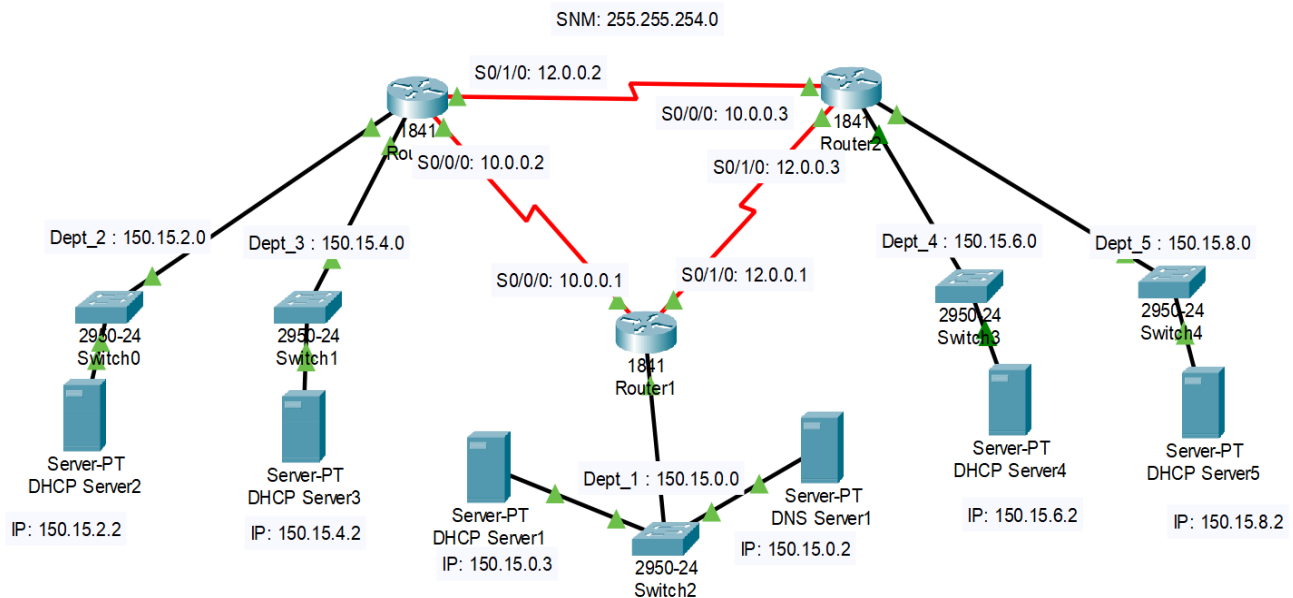 SNM: 255.255.254.0
S0/1/0: 12.0.0.2
S0/0/0: 10.0.0.3
1841
1841
Router2
S0/0/0: 10.0.0.2
S0/1/0: 12.0.0.3
Dept_2 : 150.15.2.0
Dept_3 : 150.15.4.0
Dept_4 : 150.15.6.0
Dept_5 : 150.15.8.0
S0/0/0: 10.0.0.1
S0/1/0: 12.0.0.1
2950-24
Switch0
2950-24
Switch1
1841
Router1
2950-24
Switch3
2950-24
Switch4
Server-PT
DHCP Server2
Server-PT
DHCP Server3
Dept_1 : 150.15.0.0
Server-PT
DHCP Server4
Server-PT
DHCP Server5
Server-PT
DHCP Server1
Server-PT
DNS Server1
IP: 150.15.2.2
IP: 150.15.4.2
IP: 150.15.0.3
IP: 150.15.0.2
IP: 150.15.6.2
IP: 150.15.8.2
2950-24
Switch2